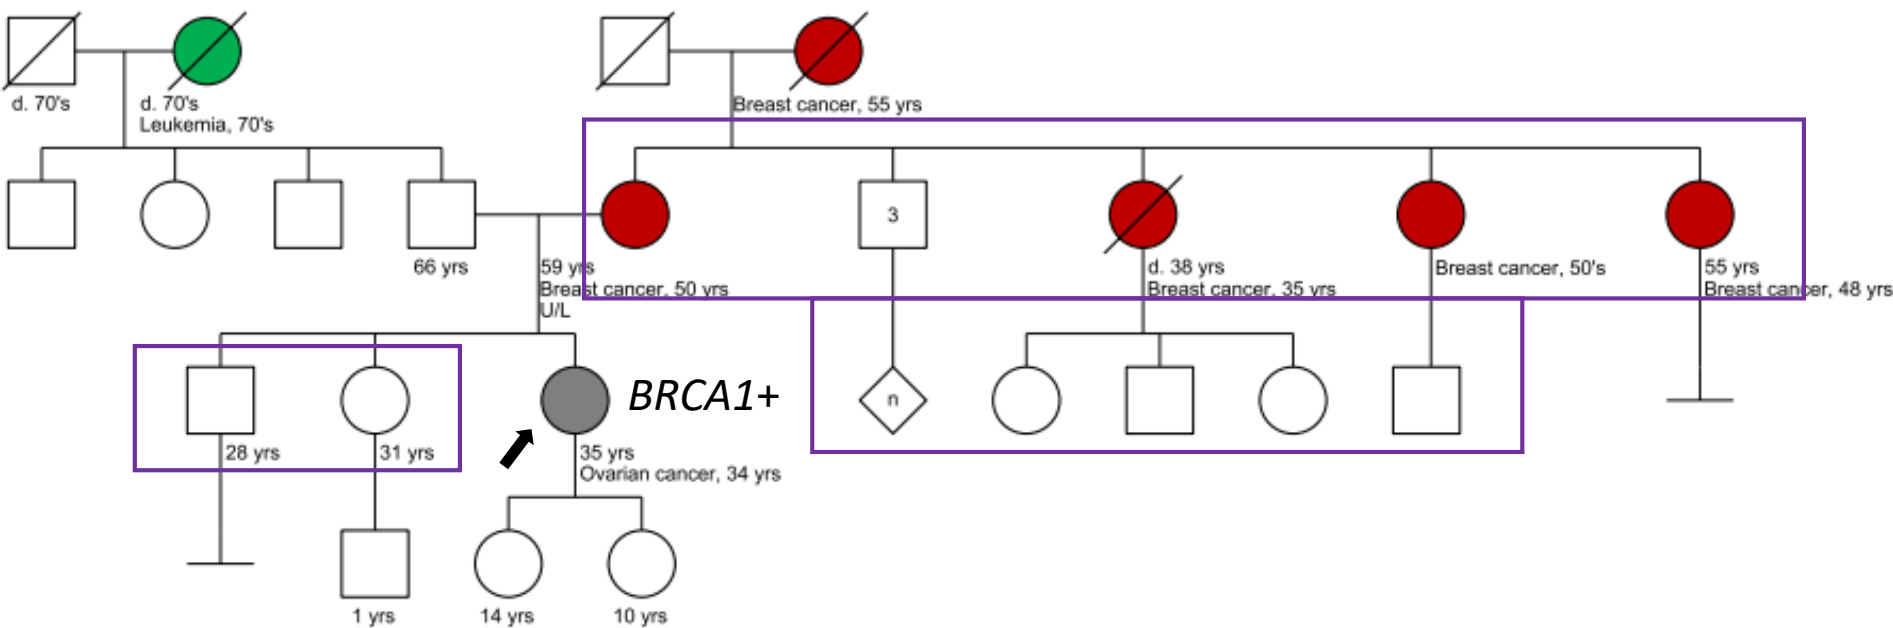 d. 70's
d. 70's
Leukemia, 70's
Breast cancer, 55 yrs
3
66 yrs
59 yrs
Breast cancer, 50 yrs
U/L
d. 38 yrs
Breast cancer, 35 yrs
Breast cancer, 50's
55 yrs
Breast cancer, 48 yrs
BRCA1+
n
28 yrs
31 yrs
35 yrs
Ovarian cancer, 34 yrs
1 yrs
14 yrs
10 yrs